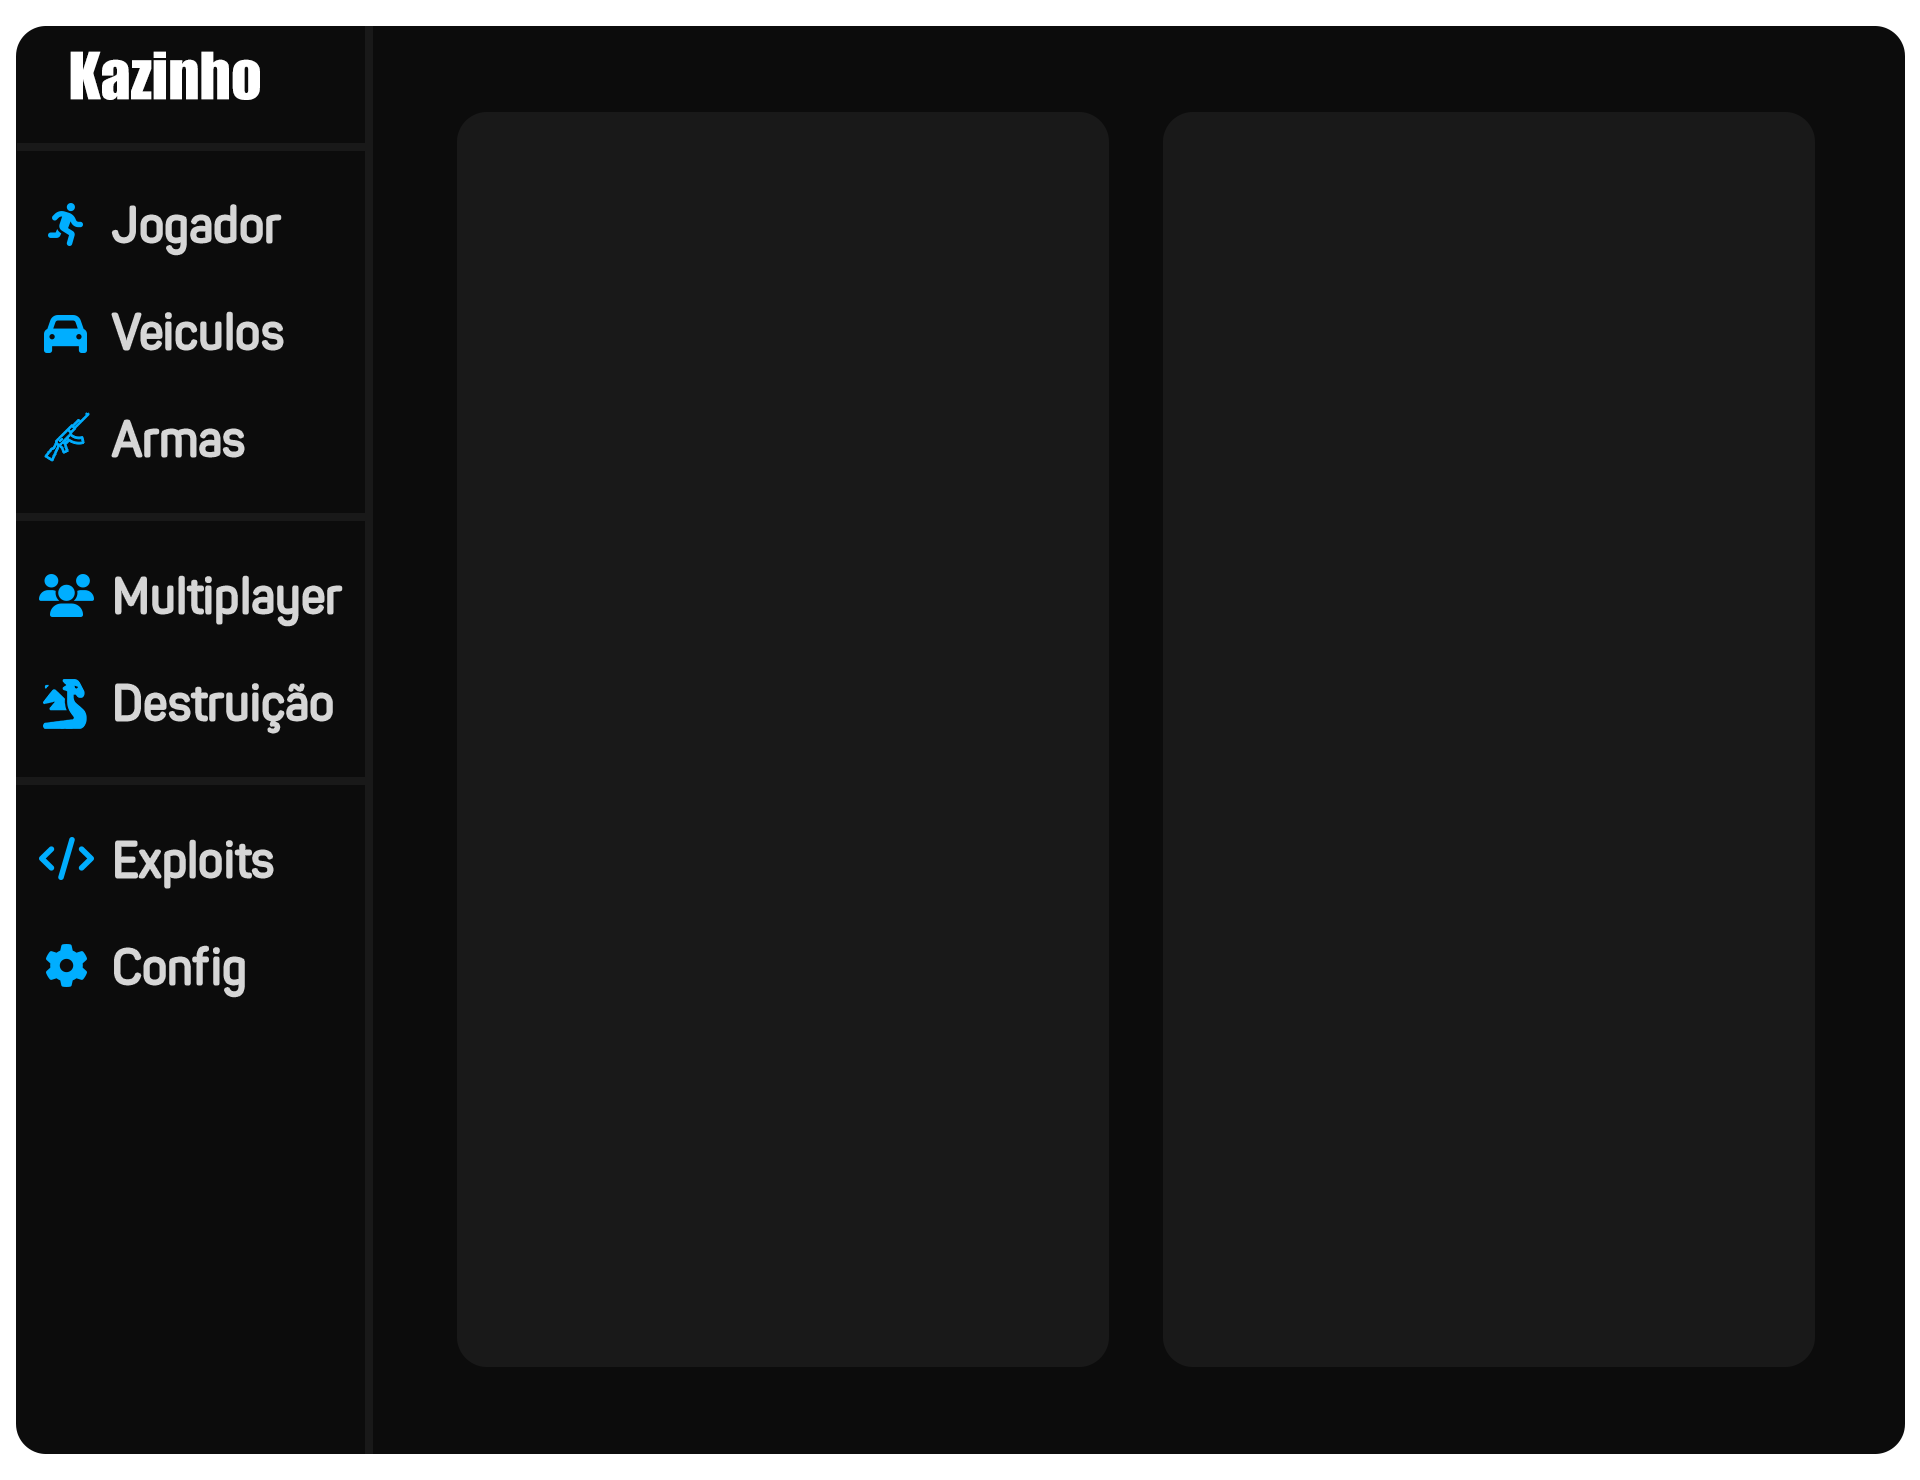 Kazinho
Jogador
Veiculos
Armas
Multiplayer
Destruição
Exploits
Config